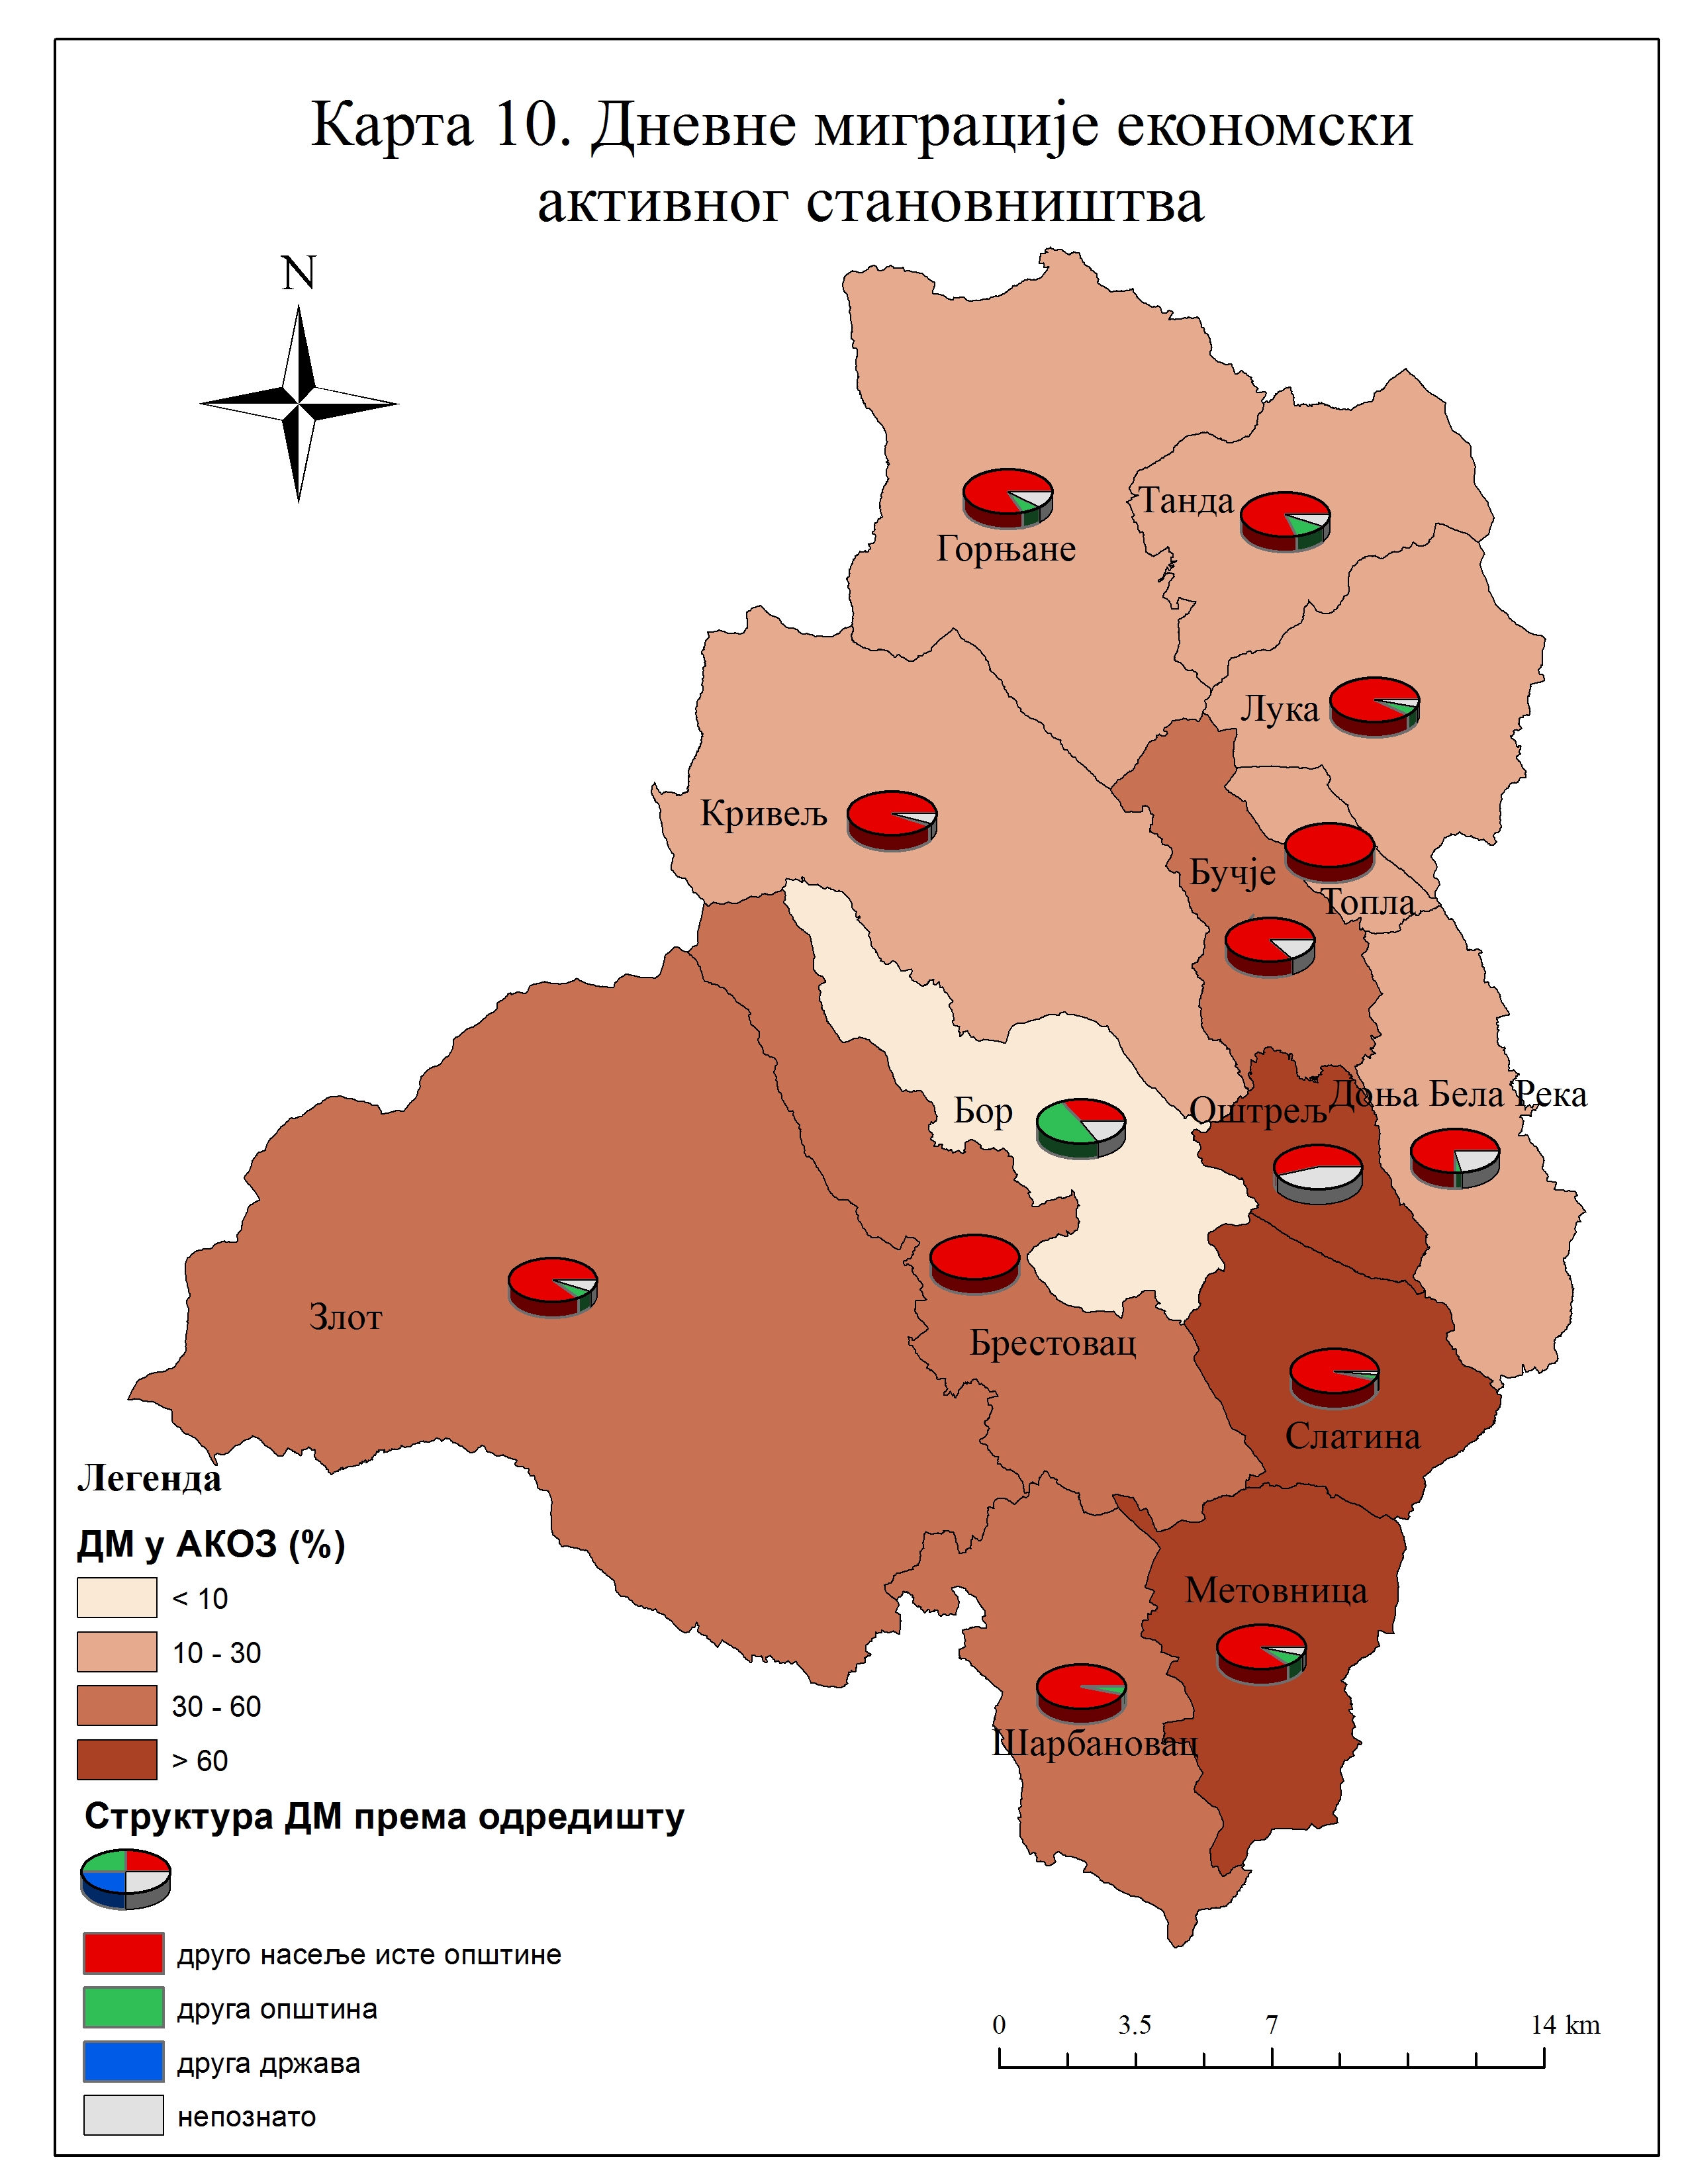 Карта 10. Дневне миграције економски
активног становништва
N
Горњане
Танда
Лука
Кривељ
Бучје
Топла
Доња Бела Река
Оштрељ
Бор
Злот
Брестовац
Слатина
Метовница
Шарбановац
Легенда
ДМ у АКОЗ (%)
< 10
10 - 30
30 - 60
> 60
Структура ДМ према одредишту
друго насеље исте општине
друга општина
друга држава
непознато
0 3.5 7 14 km